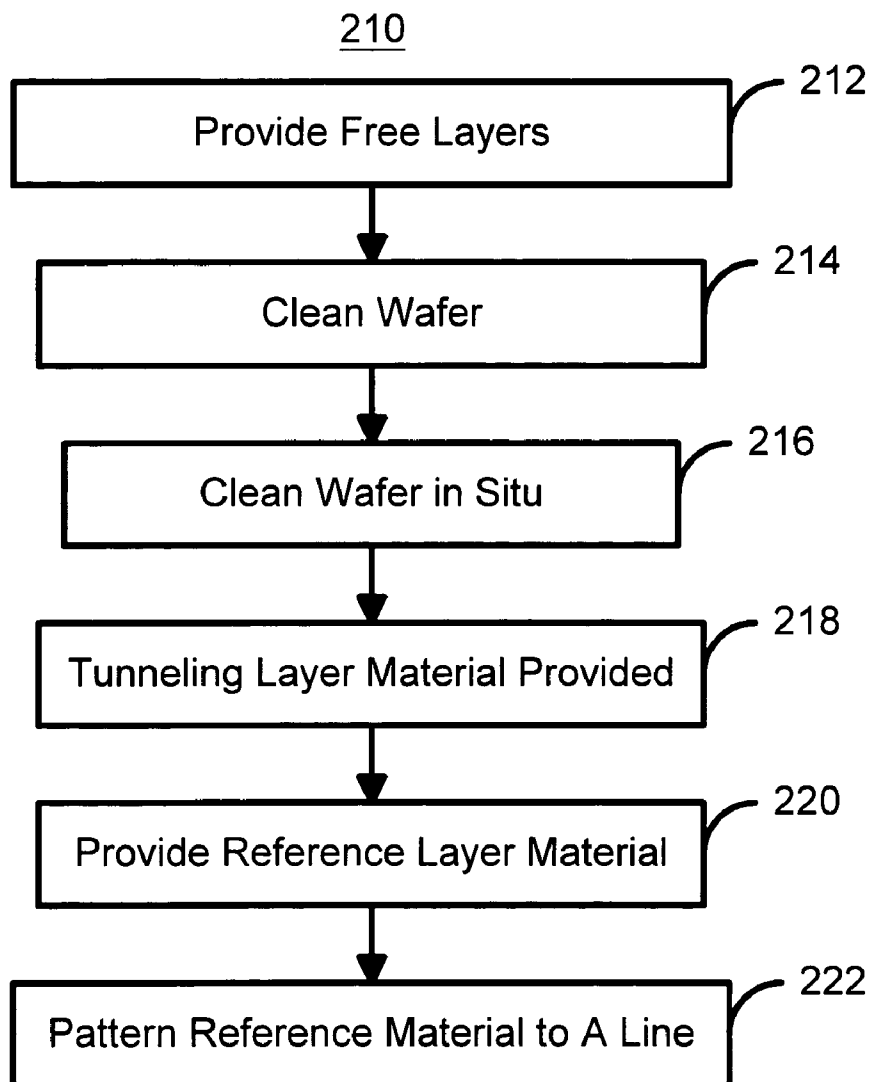 210
212
Provide Free Layers
214
Clean Wafer
216
Clean Wafer in Situ
218
Tunneling Layer Material Provided
220
Provide Reference Layer Material
222
Pattern Reference Material to A Line